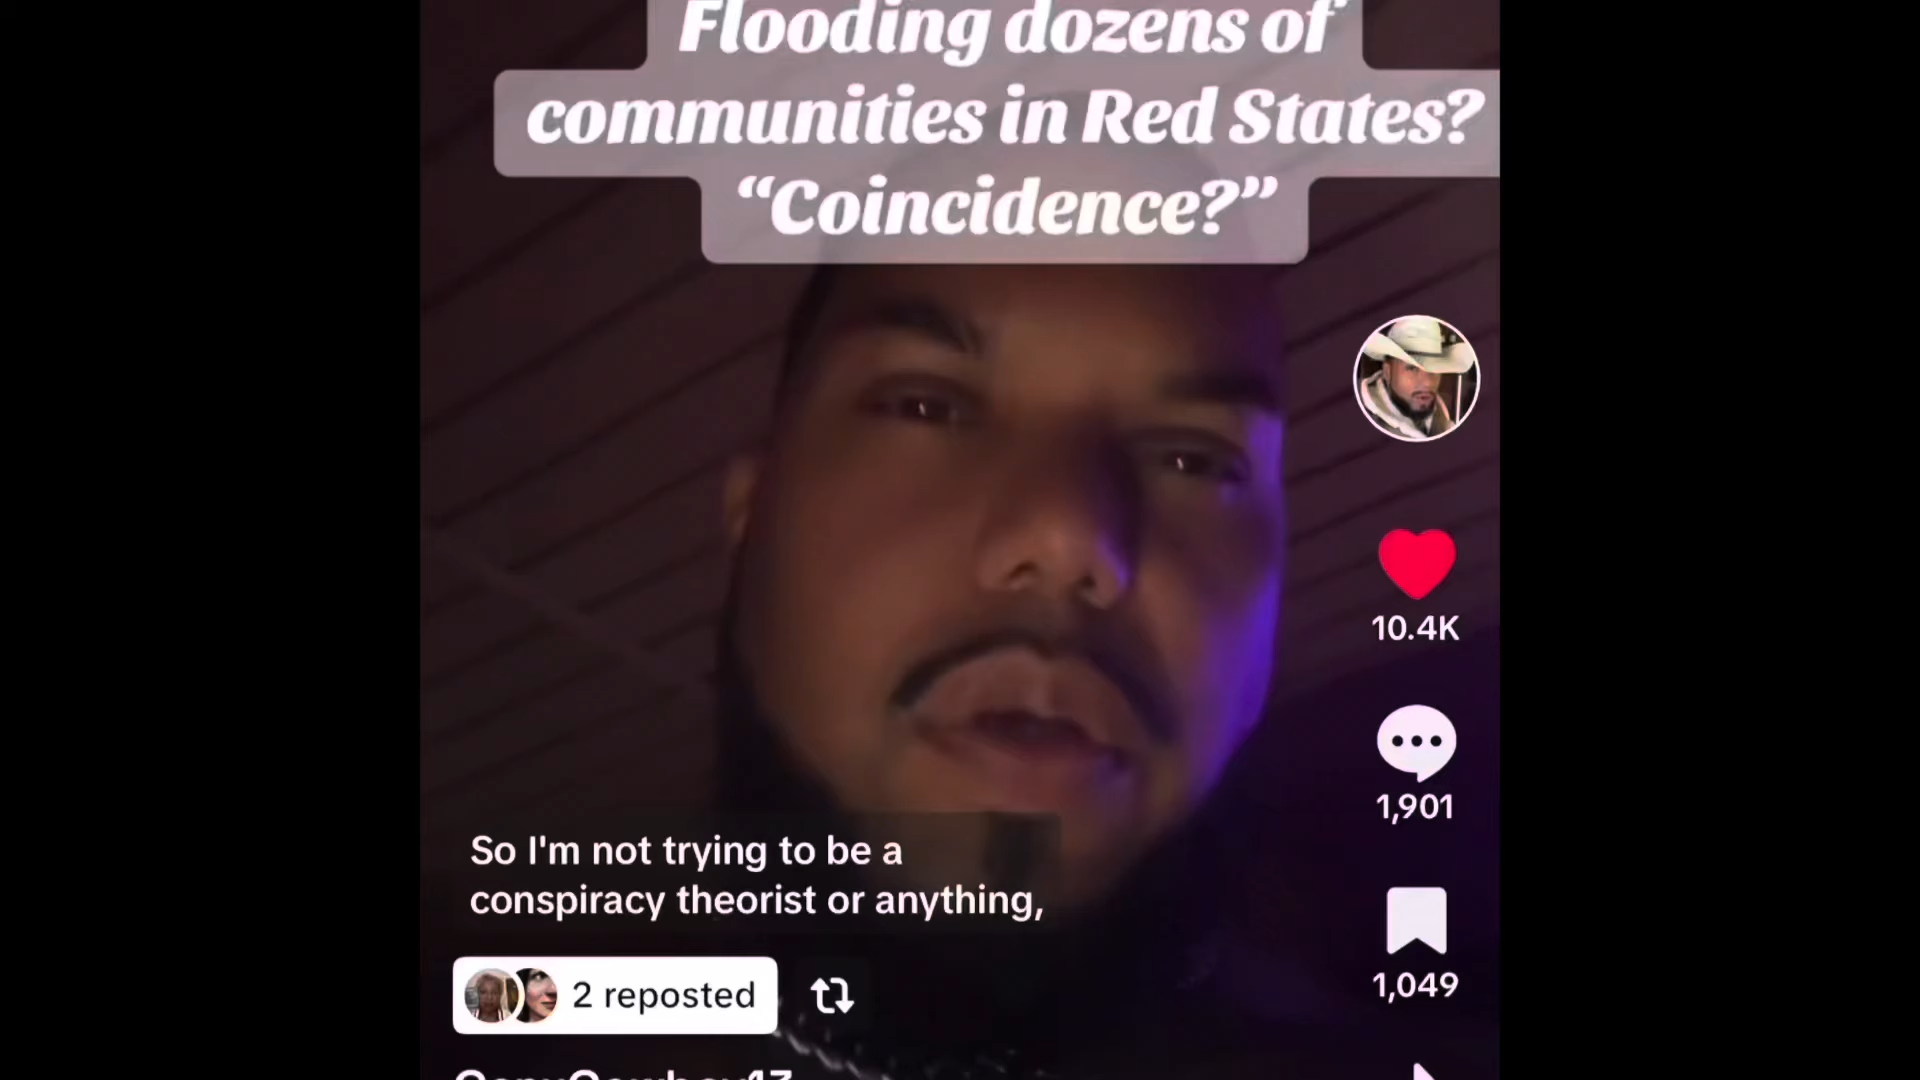 Flooding dozens of
communities in Red States?
“Coincidence?”
10.4K
1,901
So I'm not trying to be a
conspiracy theorist or anything,
1,049
2 reposted